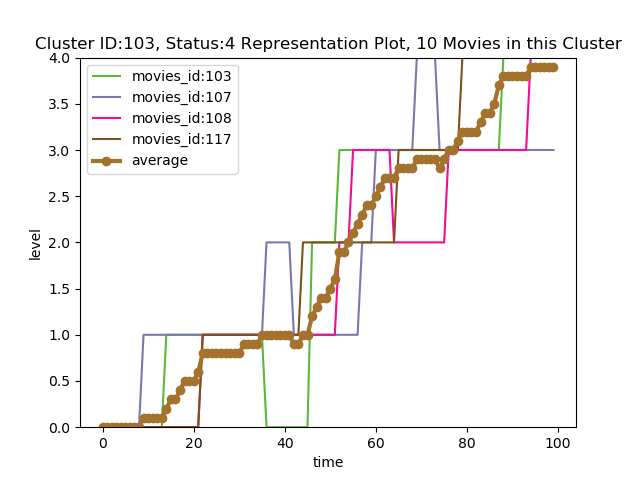 Cluster ID:103, Status:4 Representation Plot, 10 Movies in this Cluster
movies_id:103
movies_id:107
movies_id:108
movies_id:117
average
level
4.0
3.5
3.0
2.5
2.0
1.5
1.0
0.5
0.0
0
20
40
60
80
100
time